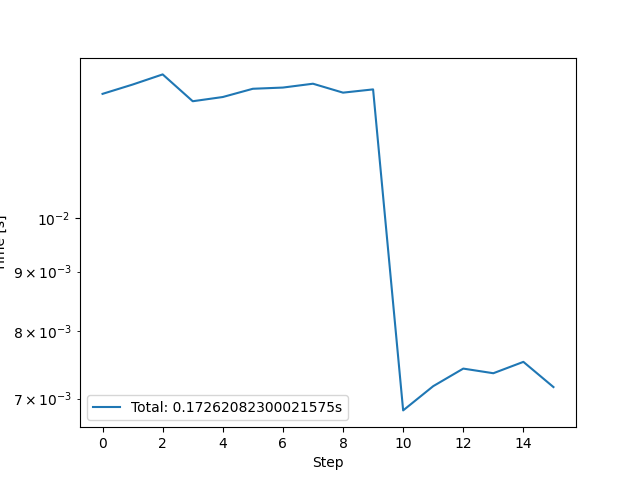 Time [s]
10⁻²
9 × 10⁻³
8 × 10⁻³
7 × 10⁻³
Total: 0.17262082300021575s
0 2 4 6 8 10 12 14
Step